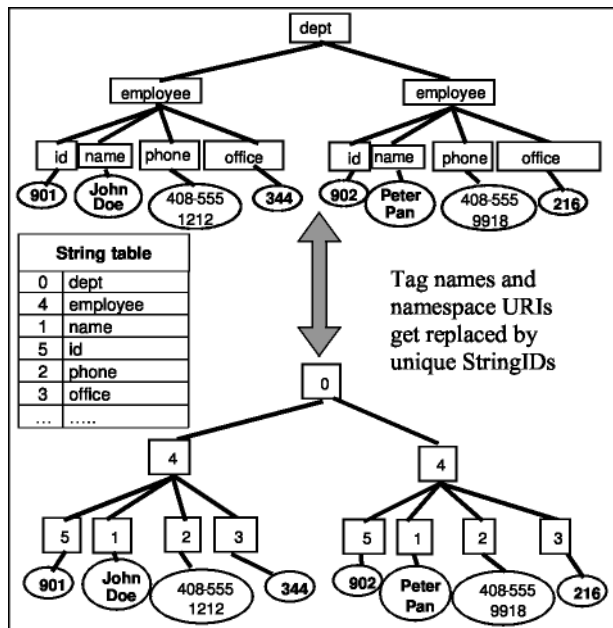 dept
employee employee
id name phone office id name phone office
901 John Doe 408-555 1212 344 902 Peter Pan 408-555 9918 216
String table
0 dept
4 employee
1 name
5 id
2 phone
3 office
... .....
Tag names and
namespace URIs
get replaced by
unique StringIDs
0
4 4
5 1 2 3 5 1 2 3
901 John Doe 408-555 1212 344 902 Peter Pan 408-555 9918 216